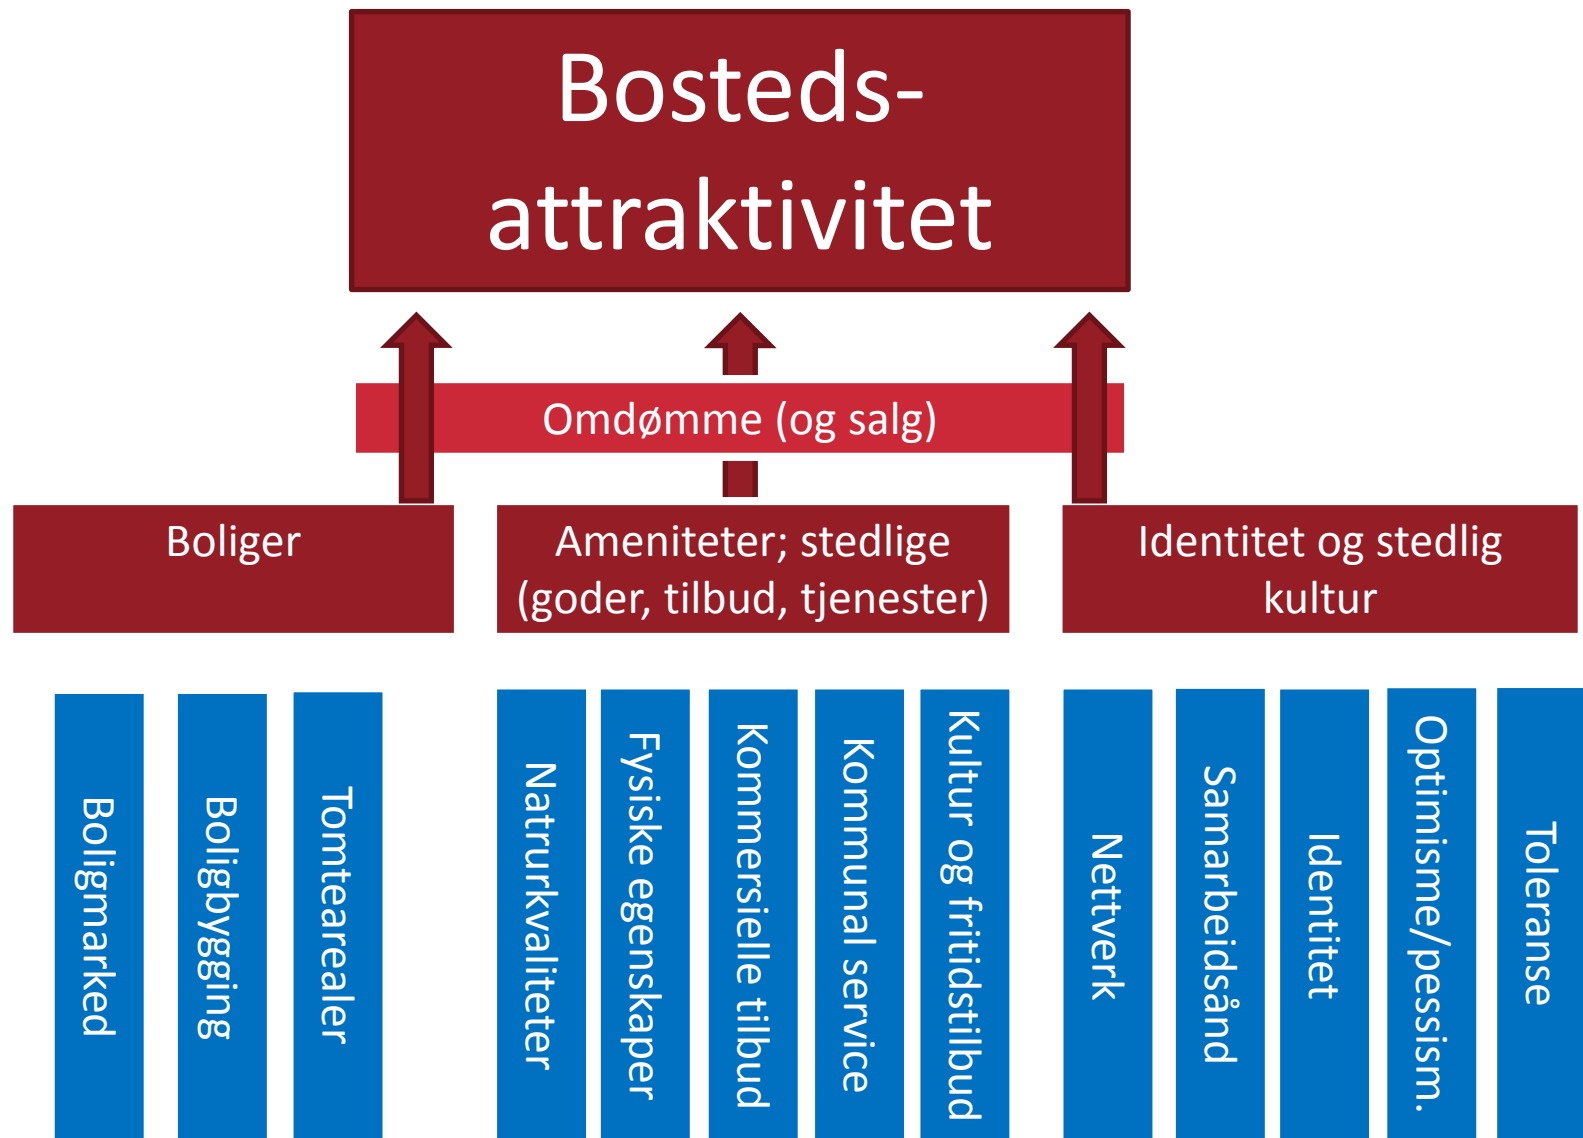 Bosteds-
attraktivitet
Omdømme (og salg)
Boliger
Ameniteter; stedlige
(goder, tilbud, tjenester)
Identitet og stedlig
kultur
Boligmarked
Boligbygging
Tomtearealer
Natrurkvaliteter
Fysiske egenskaper
Kommersielle tilbud
Kommunal service
Kultur og fritidstilbud
Nettverk
Samarbeidsånd
Identitet
Optimisme/pessism.
Toleranse